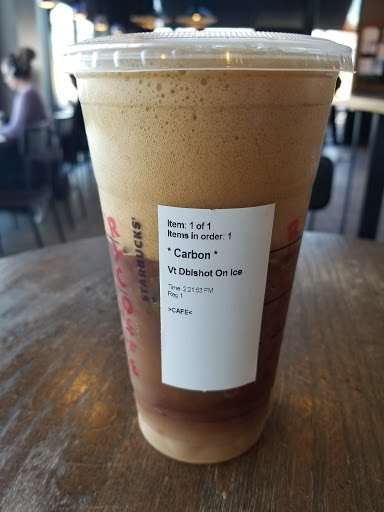 Item: 1 of 1
Items in order: 1
* Carbon *
Vt Dblshot On Ice
Time: 2:21:53 PM
Reg:1
>CAFE<
STARBUCKS